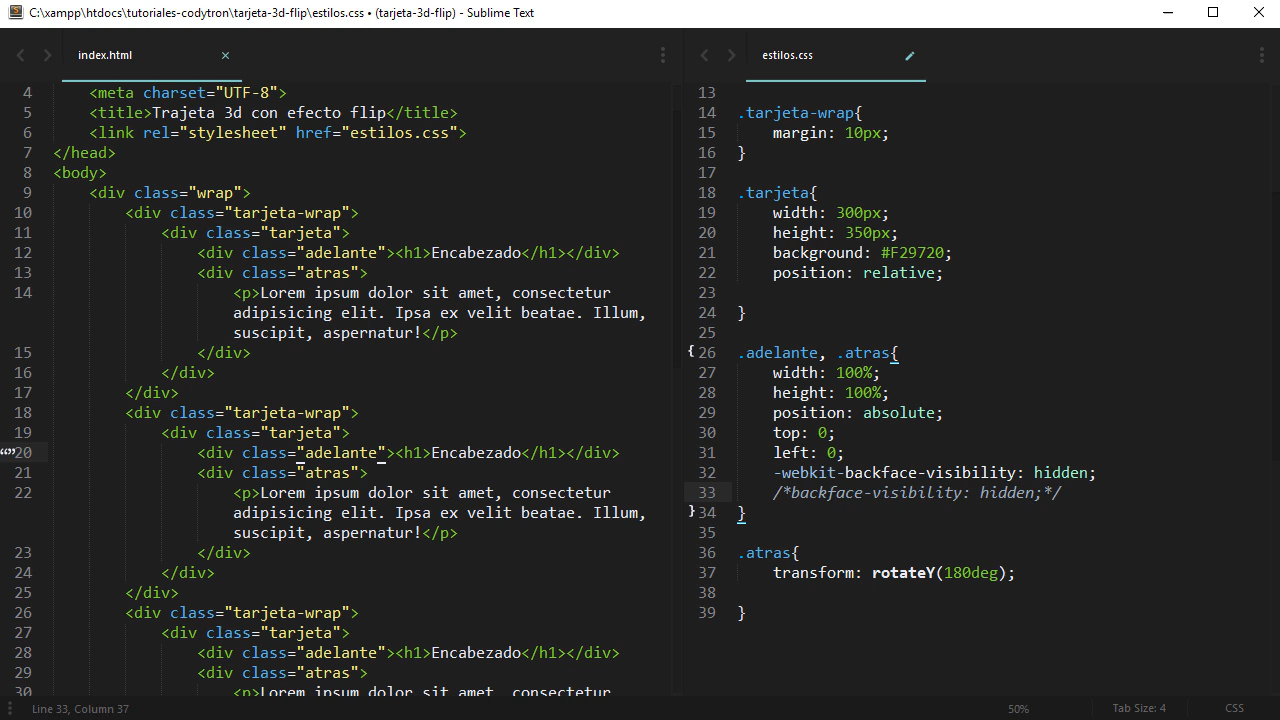 C:\xampp\htdocs\tutoriales-codytron\tarjeta-3d-flip\estilos.css • (tarjeta-3d-flip) - Sublime Text
index.html
4 <meta charset="UTF-8">
5 <title>Trajeta 3d con efecto flip</title>
6 <link rel="stylesheet" href="estilos.css">
7 </head>
8 <body>
9 <div class="wrap">
10 <div class="tarjeta-wrap">
11 <div class="tarjeta">
12 <div class="adelante"><h1>Encabezado</h1></div>
13 <div class="atras">
14 <p>Lorem ipsum dolor sit amet, consectetur
adipisicing elit. Ipsa ex velit beatae. Illum,
suscipit, aspernatur!</p>
15 </div>
16 </div>
17 </div>
18 <div class="tarjeta-wrap">
19 <div class="tarjeta">
20 <div class="adelante"><h1>Encabezado</h1></div>
21 <div class="atras">
22 <p>Lorem ipsum dolor sit amet, consectetur
adipisicing elit. Ipsa ex velit beatae. Illum,
suscipit, aspernatur!</p>
23 </div>
24 </div>
25 </div>
26 <div class="tarjeta-wrap">
27 <div class="tarjeta">
28 <div class="adelante"><h1>Encabezado</h1></div>
29 <div class="atras">
30 <p>Lorem ipsum dolor sit amet, consectetur
estilos.css
13
14 .tarjeta-wrap{
15 margin: 10px;
16 }
17
18 .tarjeta{
19 width: 300px;
20 height: 350px;
21 background: #F29720;
22 position: relative;
23
24 }
25
26 .adelante, .atras{
27 width: 100%;
28 height: 100%;
29 position: absolute;
30 top: 0;
31 left: 0;
32 -webkit-backface-visibility: hidden;
33 /*backface-visibility: hidden;*/
34 }
35
36 .atras{
37 transform: rotateY(180deg);
38
39 }
Line 33, Column 37
50%
Tab Size: 4
CSS